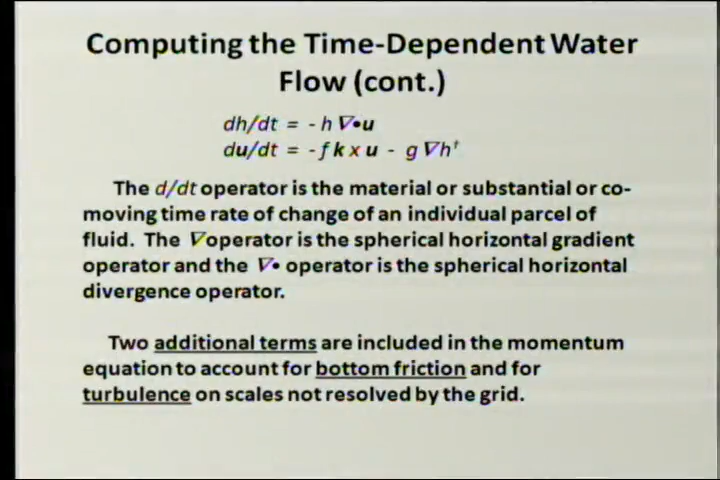 Computing the Time-Dependent Water
Flow (cont.)
dh/dt = - h ∇•u
du/dt = -f k x u - g ∇h†
The d/dt operator is the material or substantial or co-
moving time rate of change of an individual parcel of
fluid. The ∇operator is the spherical horizontal gradient
operator and the ∇• operator is the spherical horizontal
divergence operator.
Two additional terms are included in the momentum
equation to account for bottom friction and for
turbulence on scales not resolved by the grid.